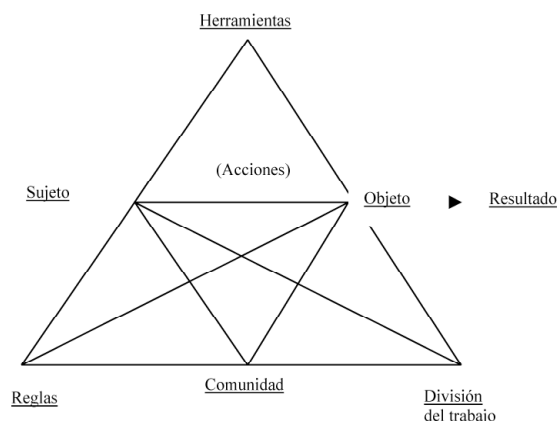 Herramientas
(Acciones)
Sujeto
Objeto
Resultado
Reglas
Comunidad
División
del trabajo